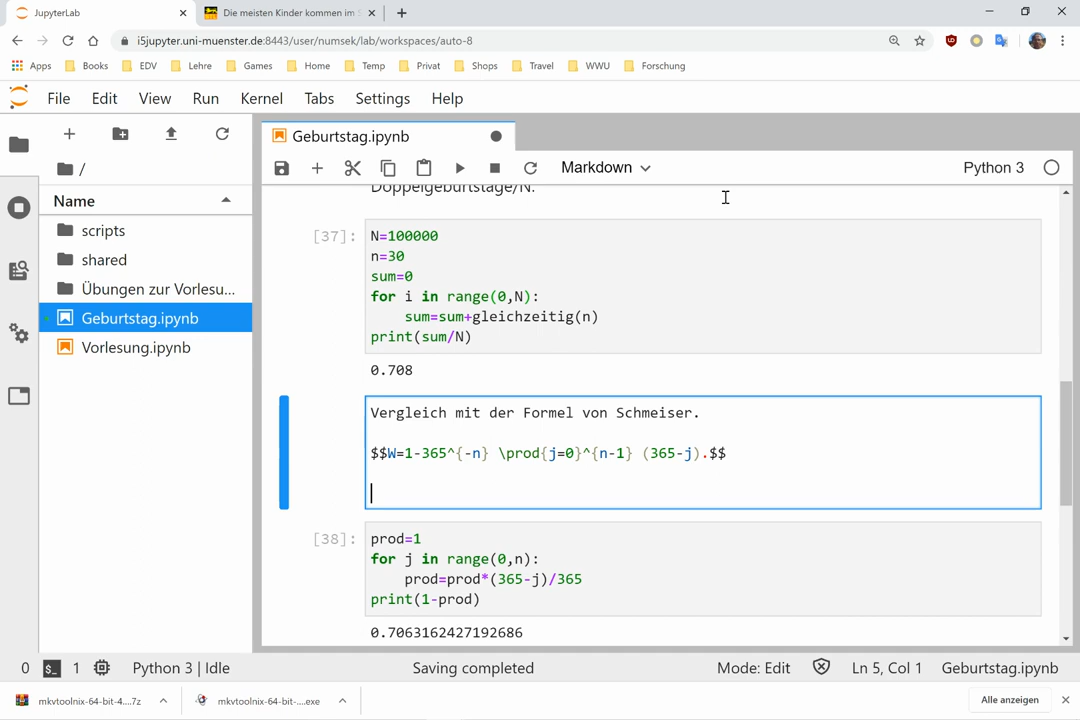 JupyterLab
Die meisten Kinder kommen im S
i5jupyter.uni-muenster.de:8443/user/numsek/lab/workspaces/auto-8
Apps Books EDV Lehre Games Home Temp Privat Shops Travel WWU Forschung
File Edit View Run Kernel Tabs Settings Help
Geburtstag.ipynb
/
Markdown
Python 3
Name
scripts
shared
Übungen zur Vorlesu...
Geburtstag.ipynb
Vorlesung.ipynb
Doppelgeburtstage/N.
[37]:
N=100000
n=30
sum=0
for i in range(0,N):
    sum=sum+gleichzeitig(n)
print(sum/N)
0.708
Vergleich mit der Formel von Schmeiser.
$$W=1-365^{-n} \prod{j=0}^{n-1} (365-j).$$
[38]:
prod=1
for j in range(0,n):
    prod=prod*(365-j)/365
print(1-prod)
0.7063162427192686
0 $_ 1 Python 3 | Idle Saving completed Mode: Edit Ln 5, Col 1 Geburtstag.ipynb
mkvtoolnix-64-bit-4....7z mkvtoolnix-64-bit-....exe Alle anzeigen